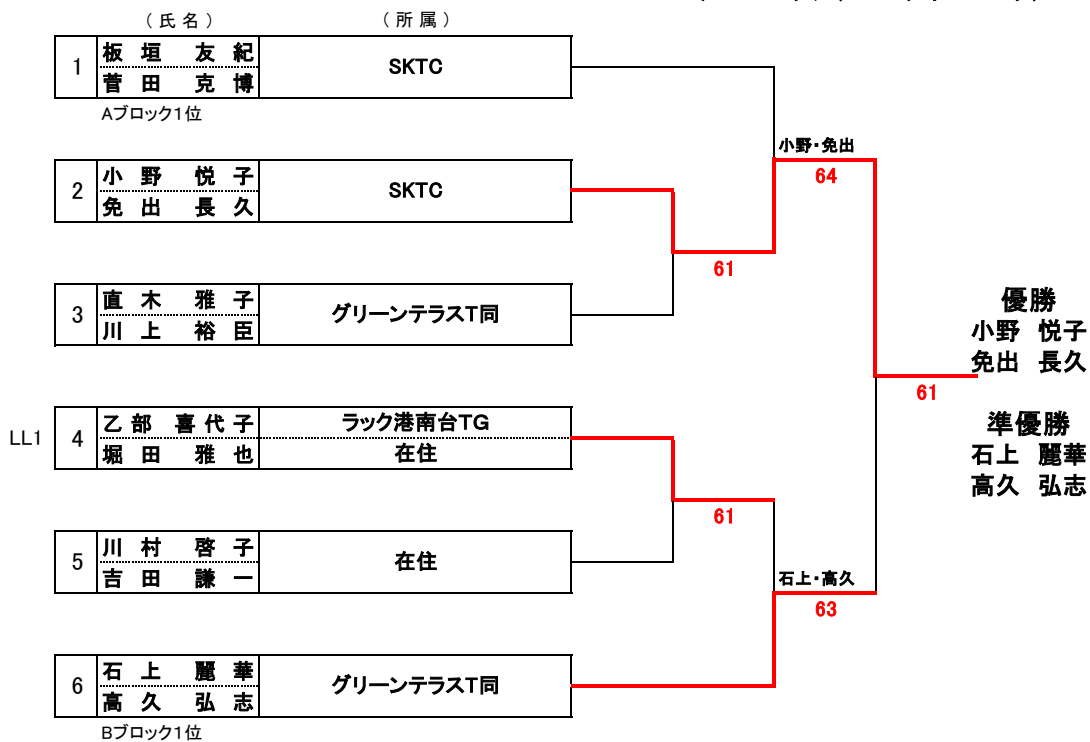 （ 氏 名 ） （ 所 属 ）
1 板 垣 友 紀 SKTC
菅 田 克 博
Aブロック1位
小野・免出
64
2 小 野 悦 子 SKTC
免 出 長 久
61
3 直 木 雅 子 グリーンテラスT同
川 上 裕 臣
優勝
小野 悦子
免出 長久
61
準優勝
石上 麗華
高久 弘志
LL1 4 乙 部 喜 代 子 ラック港南台TG
堀 田 雅 也 在住
61
5 川 村 啓 子 在住
吉 田 謙 一
石上・高久
63
6 石 上 麗 華 グリーンテラスT同
高 久 弘 志
Bブロック1位